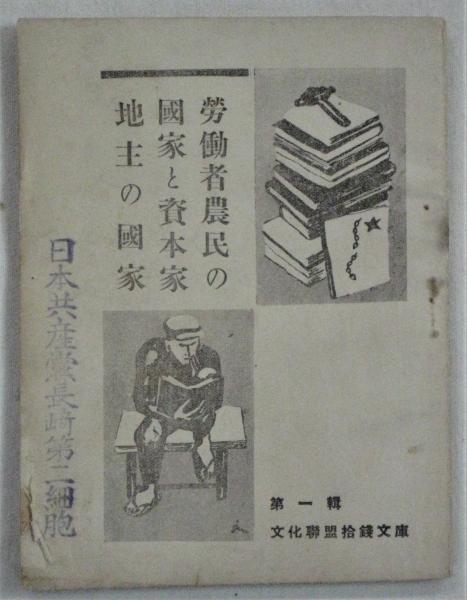 勞働者農民の
國家と資本家
地主の國家
日本共産党長崎第二細胞
第一輯
文化聯盟拾錢文庫